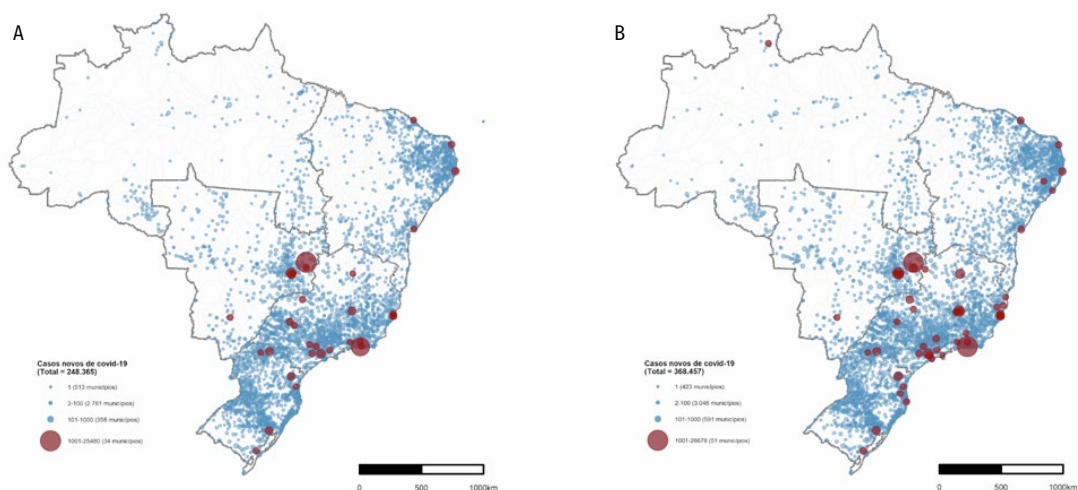 A
Casos novos de covid-19
(Total = 248.365)
1 (513 municípios)
2-100 (2.761 municípios)
101-1000 (358 municípios)
1001-25480 (34 municípios)
0 500 1000km
B
Casos novos de covid-19
(Total = 368.457)
1 (423 municípios)
2-100 (3.046 municípios)
101-1000 (591 municípios)
1001-26678 (51 municípios)
0 500 1000km